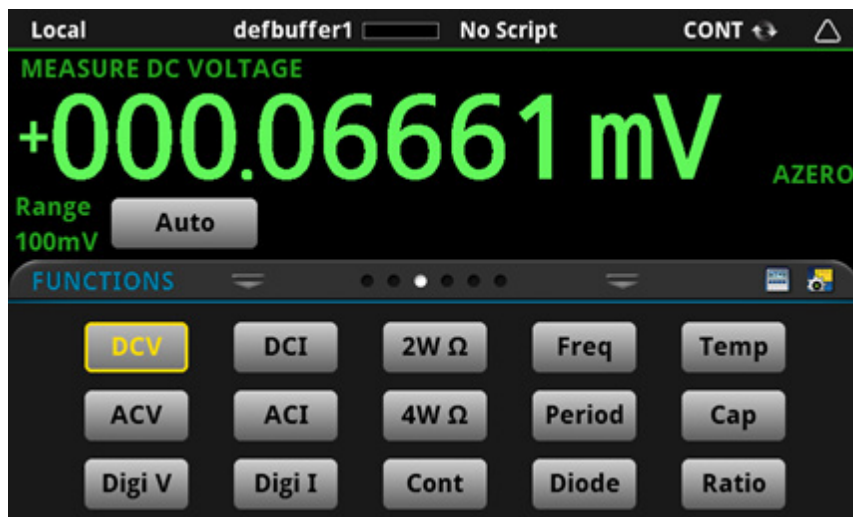 Local defbuffer1 No Script CONT
MEASURE DC VOLTAGE
+000.06661 mV
AZERO
Range Auto
100mV
FUNCTIONS
DCV DCI 2W Ω Freq Temp
ACV ACI 4W Ω Period Cap
Digi V Digi I Cont Diode Ratio